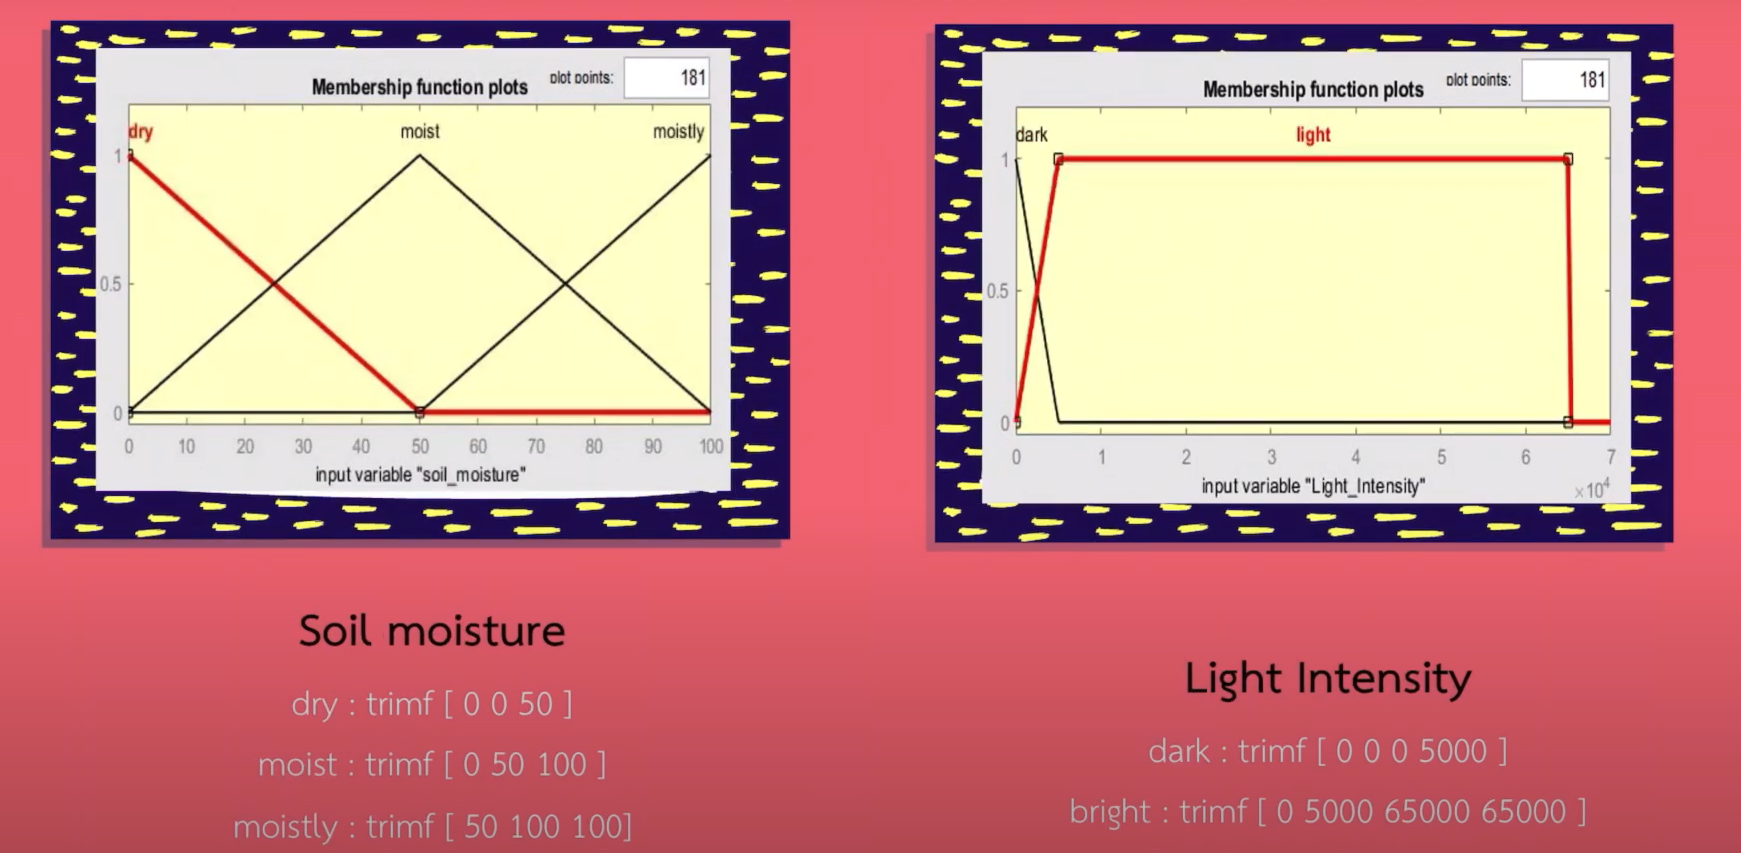 Membership function plots
plot points:
181
dry
moist
moistly
1
0.5
0
0 10 20 30 40 50 60 70 80 90 100
input variable "soil_moisture"
Soil moisture
dry : trimf [ 0 0 50 ]
moist : trimf [ 0 50 100 ]
moistly : trimf [ 50 100 100]
Membership function plots
plot points:
181
dark
light
1
0.5
0
0 1 2 3 4 5 6 7
×10⁴
input variable "Light_Intensity"
Light Intensity
dark : trimf [ 0 0 0 5000 ]
bright : trimf [ 0 5000 65000 65000 ]